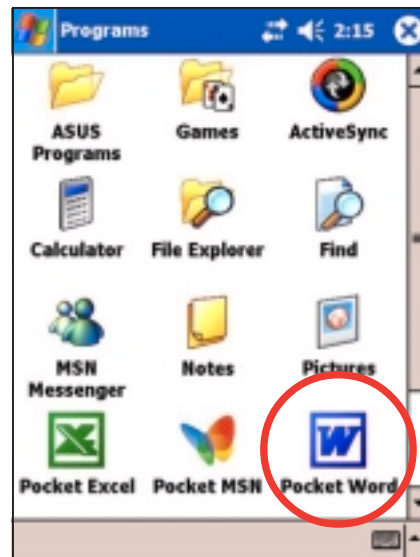 Programs 2:15
ASUS Programs Games ActiveSync
Calculator File Explorer Find
MSN Messenger Notes Pictures
Pocket Excel Pocket MSN Pocket Word